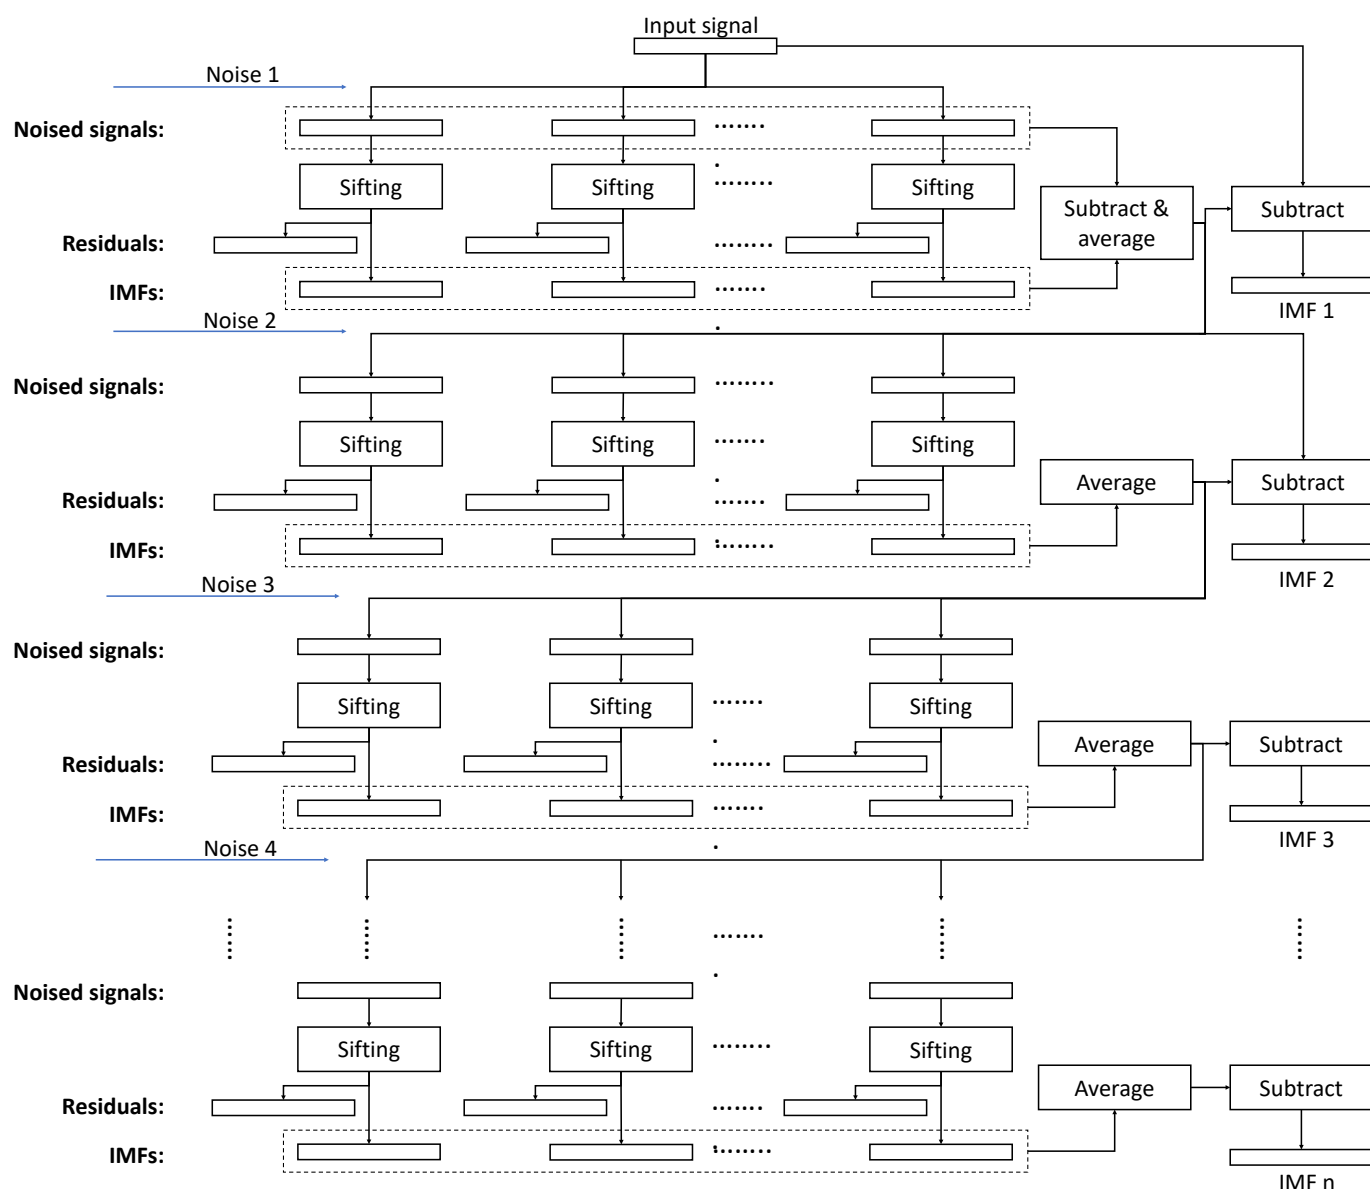 Input signal
Noise 1
Noised signals:
Sifting Sifting Sifting
Subtract & average
Subtract
Residuals:
IMFs:
IMF 1
Noise 2
Noised signals:
Sifting Sifting Sifting
Average
Subtract
Residuals:
IMFs:
IMF 2
Noise 3
Noised signals:
Sifting Sifting Sifting
Average
Subtract
Residuals:
IMFs:
IMF 3
Noise 4
Noised signals:
Sifting Sifting Sifting
Average
Subtract
Residuals:
IMFs:
IMF n